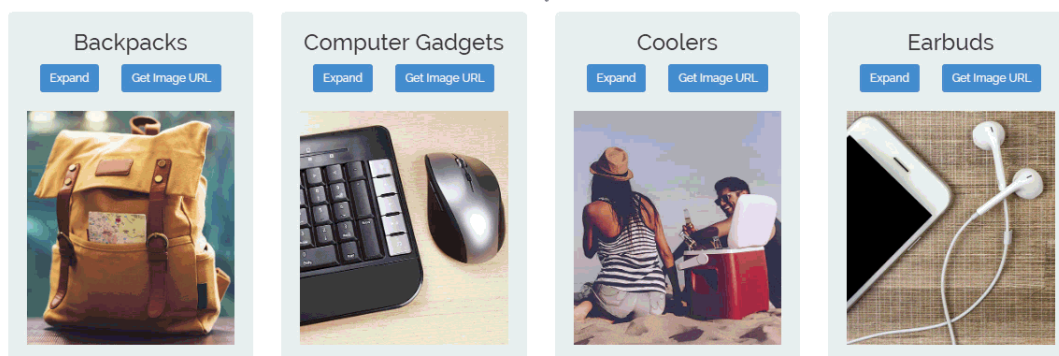 Backpacks
Expand Get Image URL
Computer Gadgets
Expand Get Image URL
Coolers
Expand Get Image URL
Earbuds
Expand Get Image URL